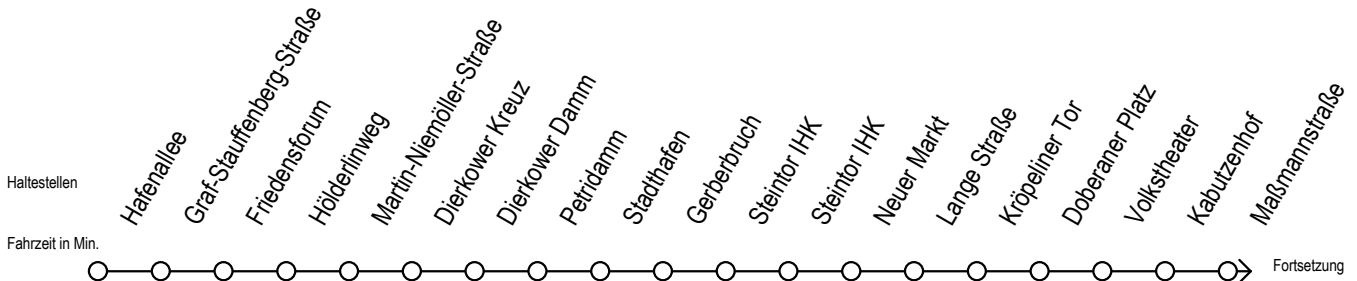 Haltestellen
Hafenallee
Graf-Stauffenberg-Straße
Friedensforum
Hölderlinweg
Martin-Niemöller-Straße
Dierkower Kreuz
Dierkower Damm
Petridamm
Stadthafen
Gerberbruch
Steintor IHK
Steintor IHK
Neuer Markt
Lange Straße
Kröpeliner Tor
Doberaner Platz
Volkstheater
Kabutzenhof
Maßmannstraße
Fahrzeit in Min.
Fortsetzung